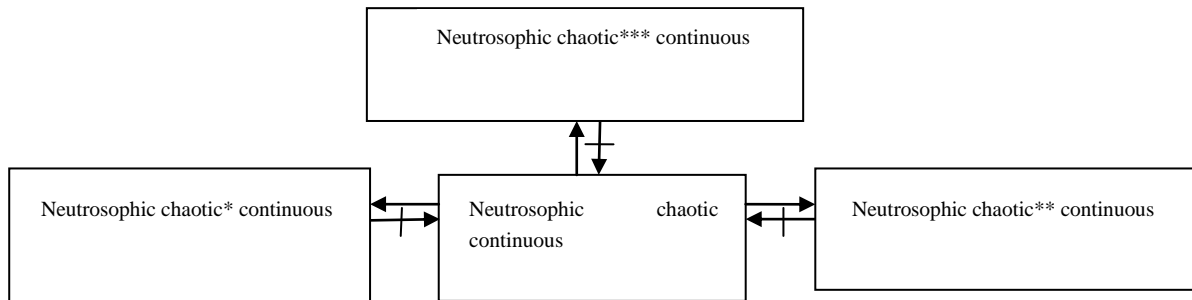 Neutrosophic chaotic*** continuous
Neutrosophic chaotic* continuous
Neutrosophic chaotic
continuous
Neutrosophic chaotic** continuous